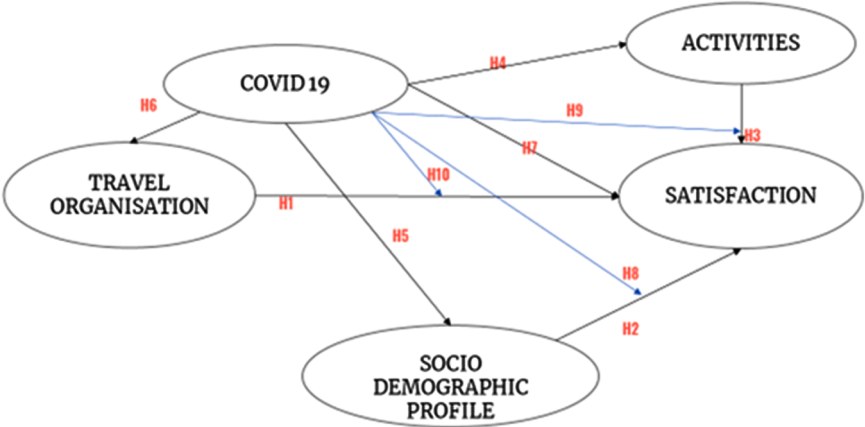 ACTIVITIES
H4
COVID 19
H6
H9
H3
H7
TRAVEL
ORGANISATION
H10
SATISFACTION
H1
H5
H8
H2
SOCIO
DEMOGRAPHIC
PROFILE